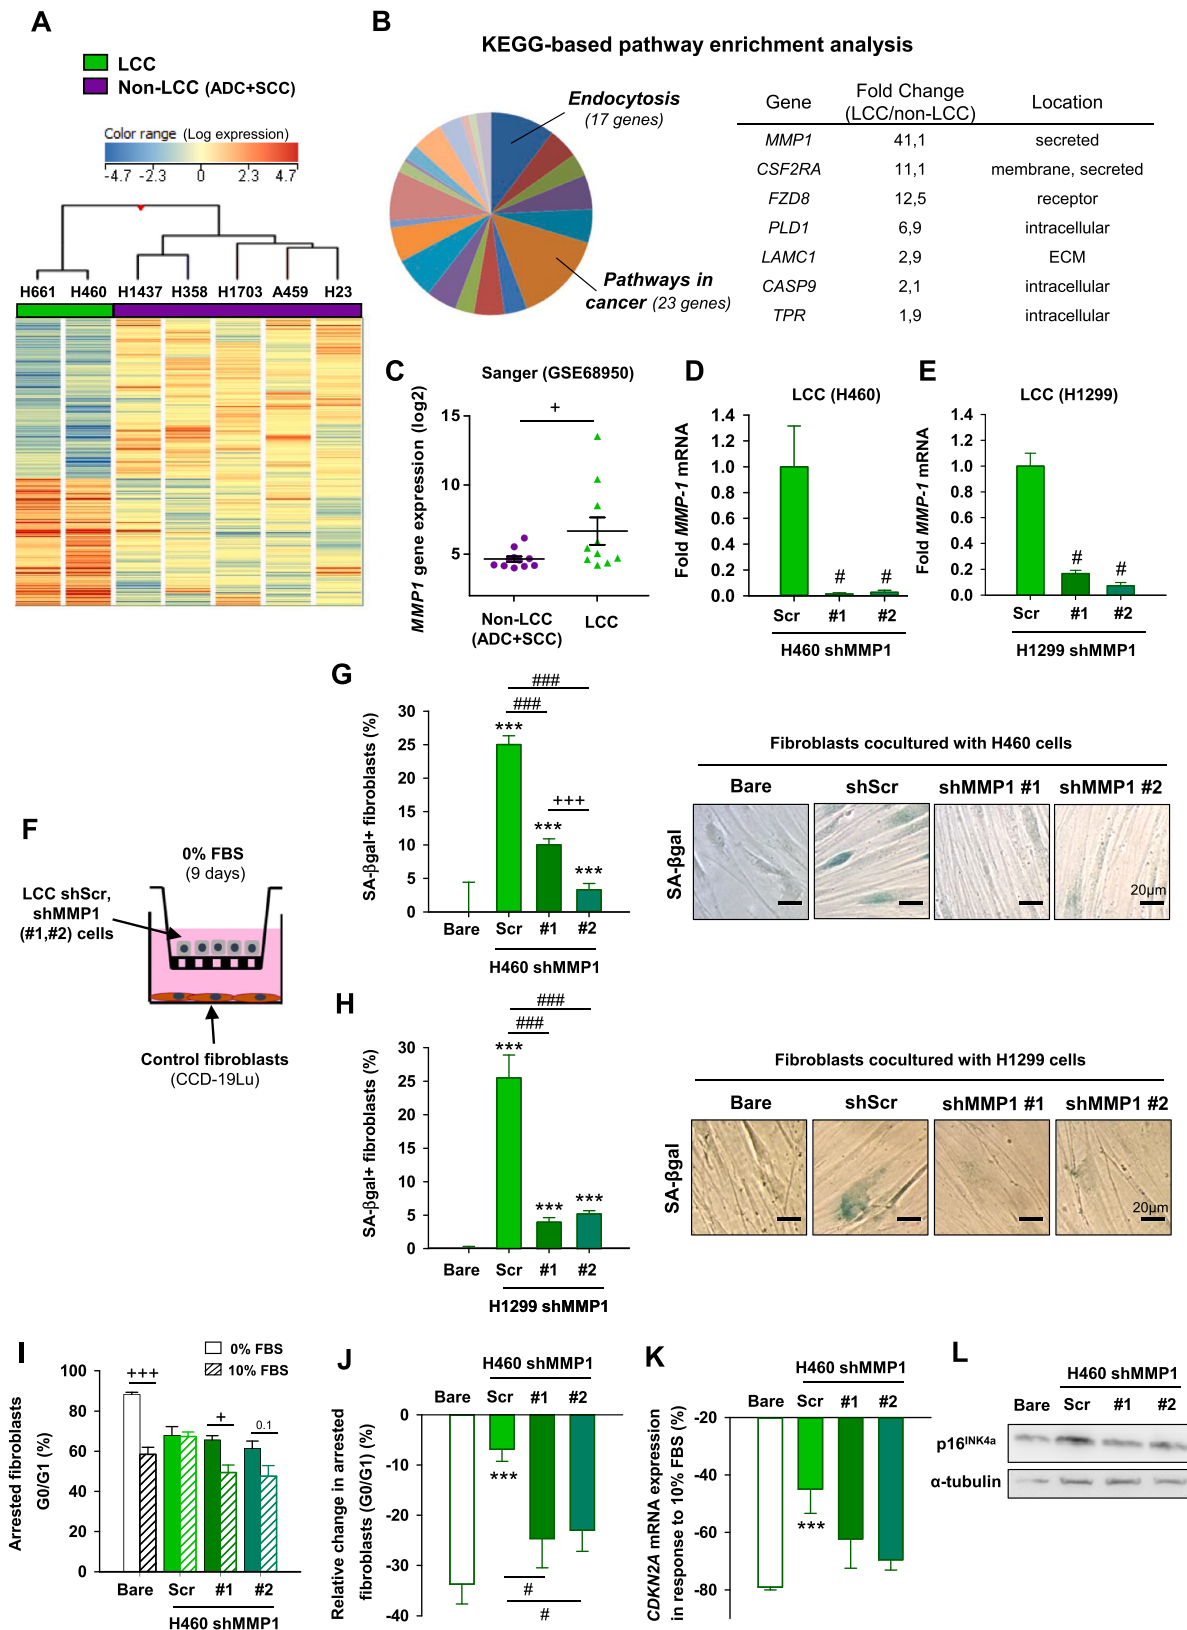 A
LCC
Non-LCC (ADC+SCC)
Color range (Log expression)
-4.7 -2.3 0 2.3 4.7
H661 H460 H1437 H358 H1703 A459 H23
B
KEGG-based pathway enrichment analysis
Endocytosis
(17 genes)
Pathways in
cancer (23 genes)
Gene Fold Change (LCC/non-LCC) Location
MMP1 41,1 secreted
CSF2RA 11,1 membrane, secreted
FZD8 12,5 receptor
PLD1 6,9 intracellular
LAMC1 2,9 ECM
CASP9 2,1 intracellular
TPR 1,9 intracellular
C
Sanger (GSE68950)
MMP1 gene expression (log2)
15
10
5
+
Non-LCC
(ADC+SCC)
LCC
D
LCC (H460)
Fold MMP-1 mRNA
1.4
1.2
1.0
0.8
0.6
0.4
0.2
0.0
# #
Scr #1 #2
H460 shMMP1
E
LCC (H1299)
Fold MMP-1 mRNA
1.4
1.2
1.0
0.8
0.6
0.4
0.2
0.0
# #
Scr #1 #2
H1299 shMMP1
F
0% FBS
(9 days)
LCC shScr,
shMMP1
(#1,#2) cells
Control fibroblasts
(CCD-19Lu)
G
SA-βgal+ fibroblasts (%)
30
25
20
15
10
5
0
###
###
***
+++
***
***
Bare Scr #1 #2
H460 shMMP1
Fibroblasts cocultured with H460 cells
Bare shScr shMMP1 #1 shMMP1 #2
SA-βgal
20μm
H
SA-βgal+ fibroblasts (%)
30
25
20
15
10
5
0
###
###
***
*** ***
Bare Scr #1 #2
H1299 shMMP1
Fibroblasts cocultured with H1299 cells
Bare shScr shMMP1 #1 shMMP1 #2
SA-βgal
20μm
I
0% FBS
10% FBS
Arrested fibroblasts
G0/G1 (%)
100
80
60
40
20
0
+++
+
0.1
Bare Scr #1 #2
H460 shMMP1
J
H460 shMMP1
Bare Scr #1 #2
Relative change in arrested
fibroblasts (G0/G1) (%)
0
-10
-20
-30
-40
***
#
#
K
H460 shMMP1
Bare Scr #1 #2
CDKN2A mRNA expression
in response to 10% FBS (%)
-20
-40
-60
-80
***
L
H460 shMMP1
Bare Scr #1 #2
p16INK4a
α-tubulin